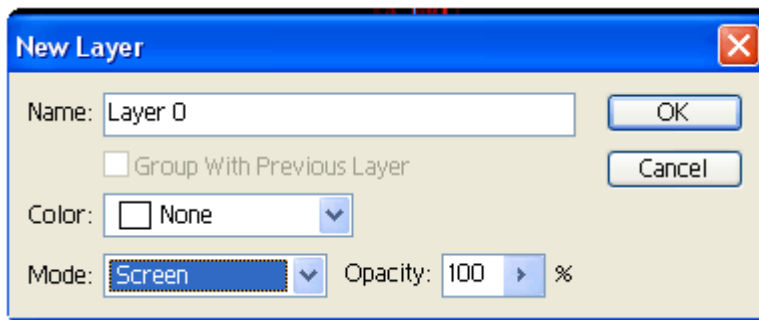 New Layer
Name: Layer 0 OK
Group With Previous Layer Cancel
Color: None
Mode: Screen Opacity: 100 %